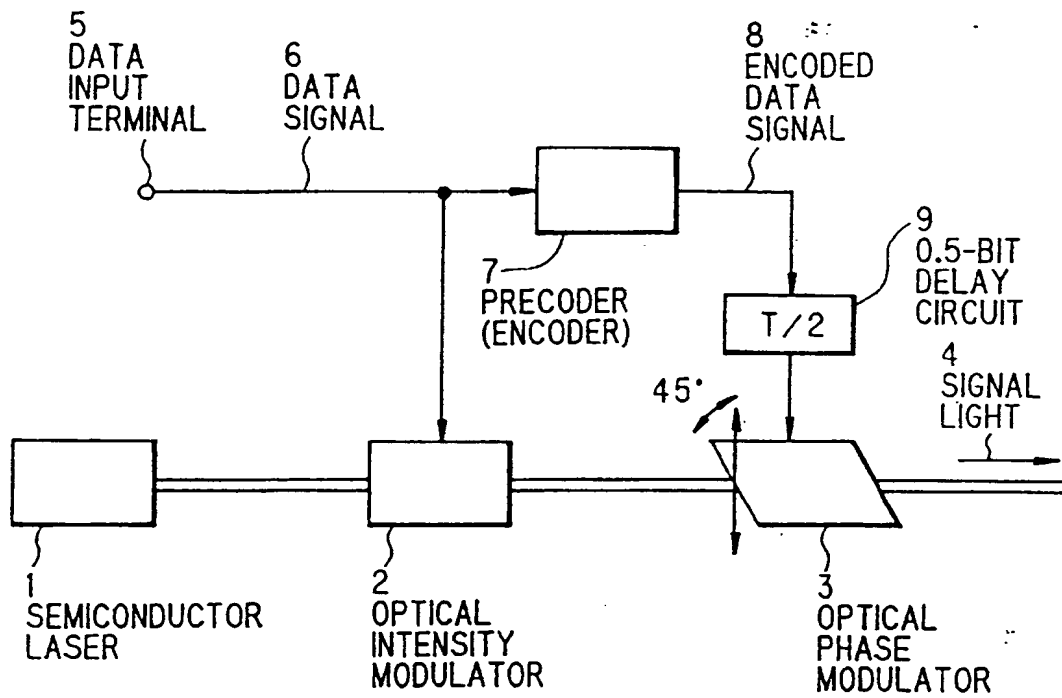 5
DATA
INPUT
TERMINAL
6
DATA
SIGNAL
8
ENCODED
DATA
SIGNAL
7
PRECODER
(ENCODER)
9
0.5-BIT
DELAY
CIRCUIT
T/2
45°
4
SIGNAL
LIGHT
1
SEMICONDUCTOR
LASER
2
OPTICAL
INTENSITY
MODULATOR
3
OPTICAL
PHASE
MODULATOR